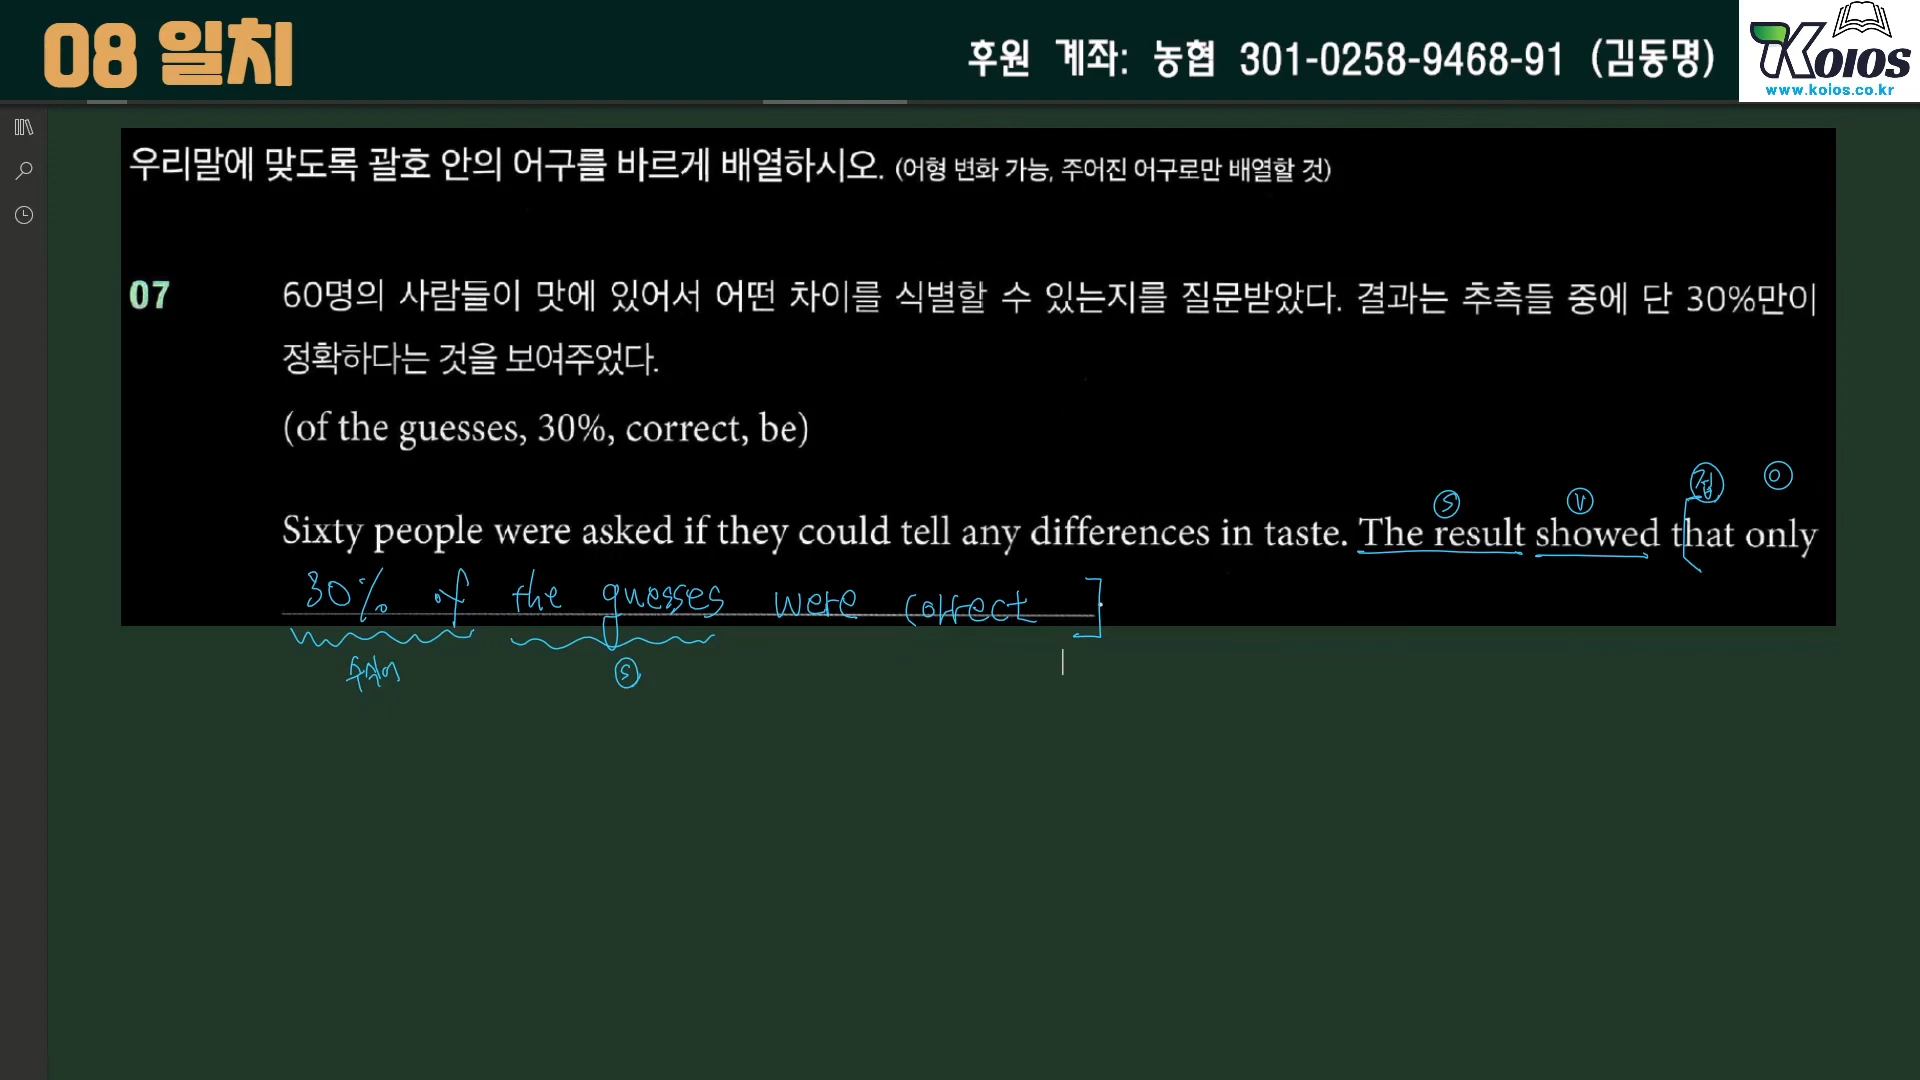 08 일치
후원 계좌: 농협 301-0258-9468-91 (김동명)
KOIOS
www.koios.co.kr
우리말에 맞도록 괄호 안의 어구를 바르게 배열하시오. (어형 변화 가능, 주어진 어구로만 배열할 것)
07 60명의 사람들이 맛에 있어서 어떤 차이를 식별할 수 있는지를 질문받았다. 결과는 추측들 중에 단 30%만이
정확하다는 것을 보여주었다.
(of the guesses, 30%, correct, be)
S V 접 O
Sixty people were asked if they could tell any differences in taste. The result showed that only
30% of the guesses were correct ]
수식어 S